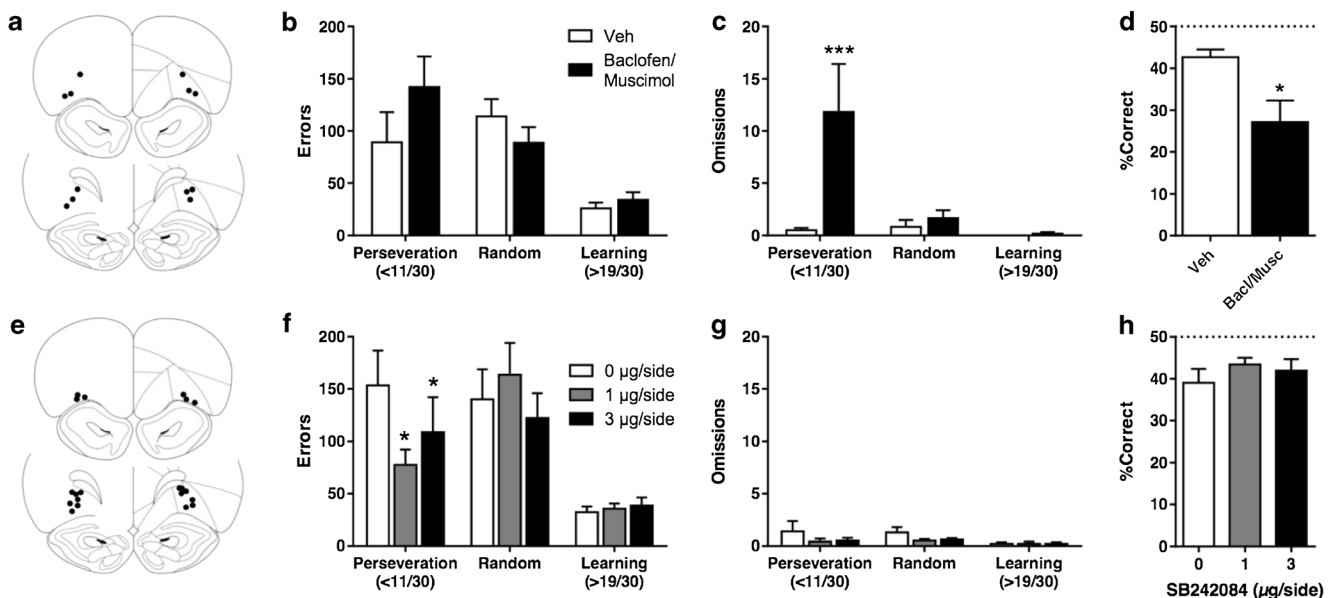 a
b
200
150
100
50
0
Errors
Veh
Baclofen/
Muscimol
Perseveration
(<11/30)
Random
Learning
(>19/30)
c
20
15
10
5
0
Omissions
***
Perseveration
(<11/30)
Random
Learning
(>19/30)
d
50
40
30
20
10
0
%Correct
*
Veh
Bacl/Musc
e
f
200
150
100
50
0
Errors
*
*
0 µg/side
1 µg/side
3 µg/side
Perseveration
(<11/30)
Random
Learning
(>19/30)
g
20
15
10
5
0
Omissions
Perseveration
(<11/30)
Random
Learning
(>19/30)
h
50
40
30
20
10
0
%Correct
0 1 3
SB242084 (µg/side)